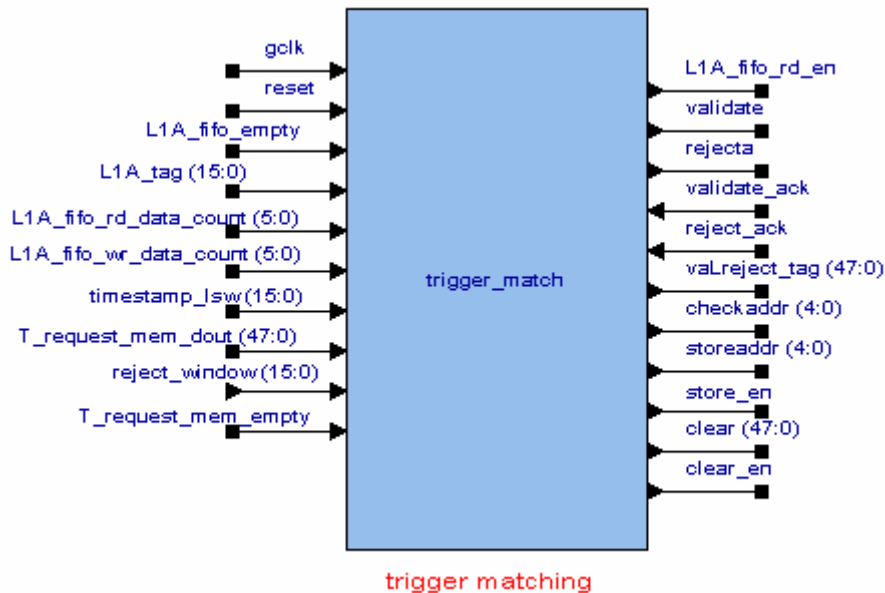 gclk
reset
L1A_fifo_empty
L1A_tag (15:0)
L1A_fifo_rd_data_count (5:0)
L1A_fifo_wr_data_count (5:0)
timestamp_lsw (15:0)
T_request_mem_dout (47:0)
reject_window (15:0)
T_request_mem_empty
trigger_match
L1A_fifo_rd_en
validate
rejecta
validate_ack
reject_ack
val_reject_tag (47:0)
checkaddr (4:0)
storeaddr (4:0)
store_en
clear (47:0)
clear_en
trigger matching